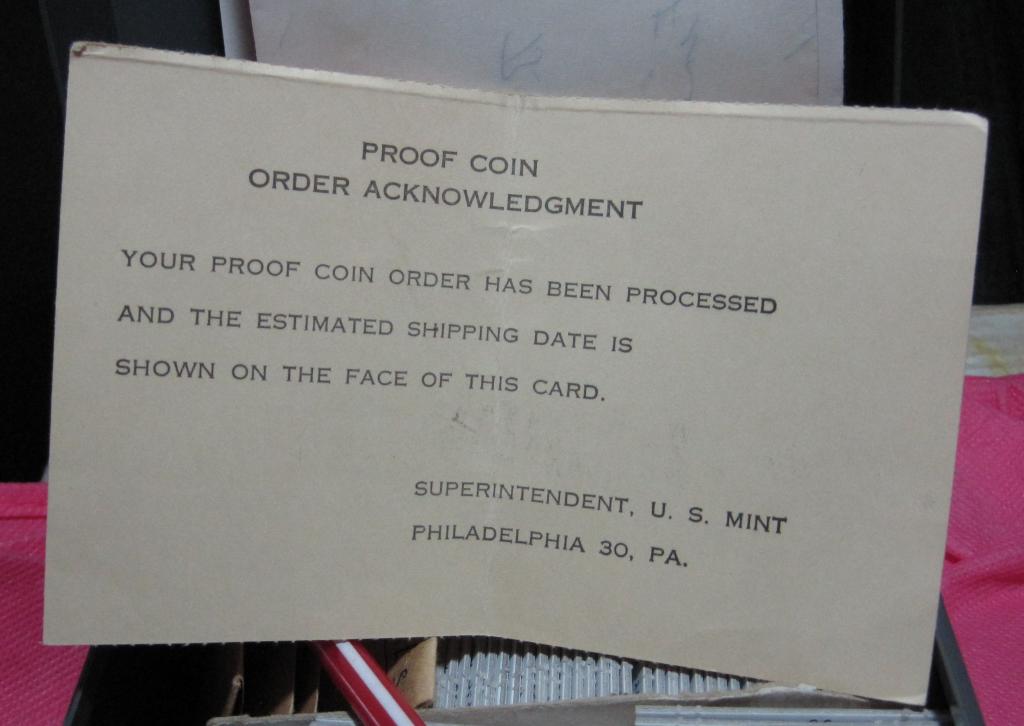 PROOF COIN
ORDER ACKNOWLEDGMENT
YOUR PROOF COIN ORDER HAS BEEN PROCESSED
AND THE ESTIMATED SHIPPING DATE IS
SHOWN ON THE FACE OF THIS CARD.
SUPERINTENDENT, U. S. MINT
PHILADELPHIA 30, PA.